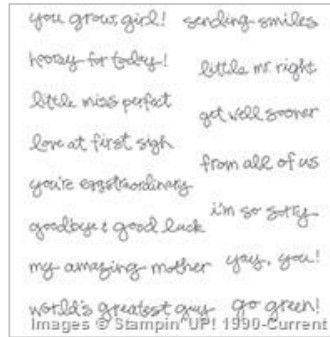 you grow, girl!
hooray for today!
little miss perfect
love at first sigh
you're eggstraordinary
goodbye & good luck
my amazing mother
world's greatest guy
sending smiles
little mr right
get well sooner
from all of us
i'm so sorry
yay, you!
go green!
Images © Stampin' UP! 1990-Current